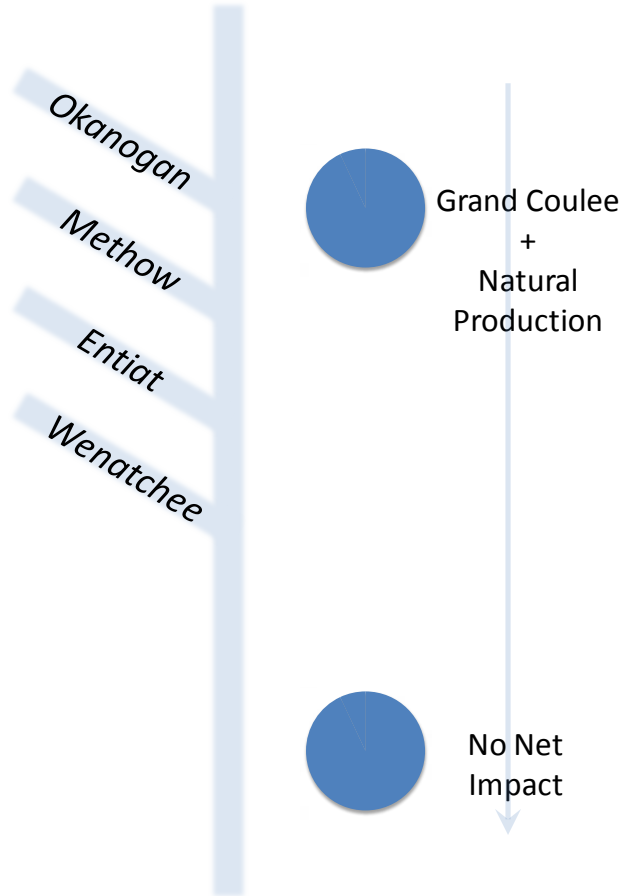 Okanogan
Methow
Entiat
Wenatchee
Grand Coulee
+
Natural
Production
No Net
Impact